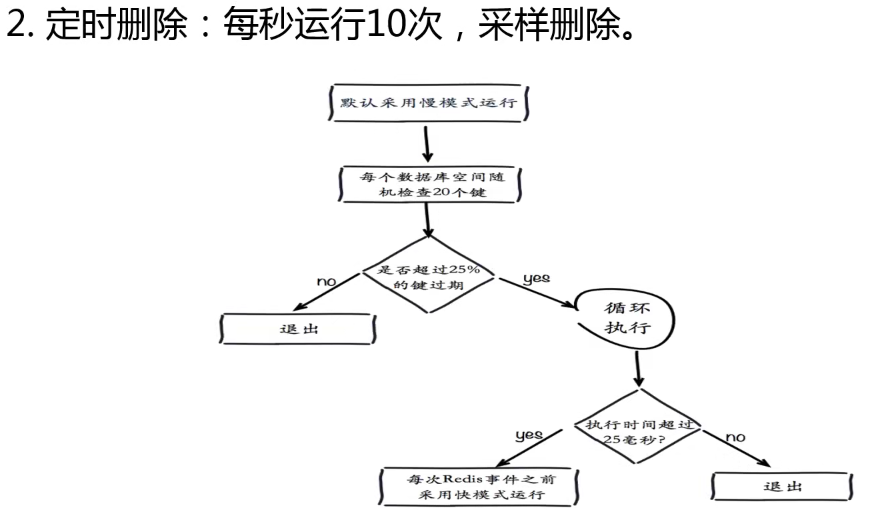 2. 定时删除：每秒运行10次，采样删除。
默认采用慢模式运行
每个数据库空间随
机检查20个键
是否超过25%
的键过期
no
yes
退出
循环
执行
执行时间超过
25毫秒?
yes
no
每次Redis事件之前
采用快模式运行
退出